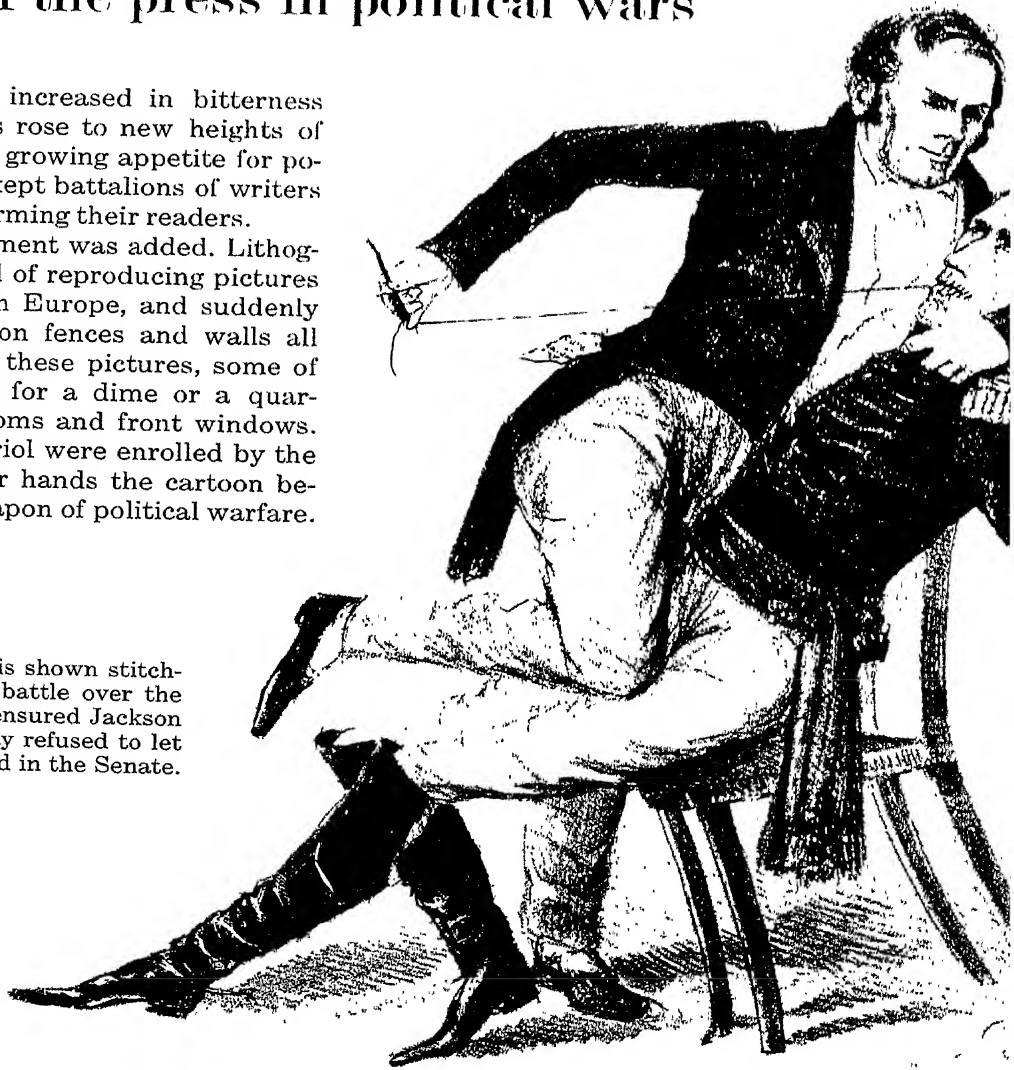 the press in political wars
increased in bitterness
rose to new heights of
growing appetite for po-
kept battalions of writers
rming their readers.
ment was added. Lithog-
of reproducing pictures
Europe, and suddenly
on fences and walls all
these pictures, some of
for a dime or a quar-
oms and front windows.
riol were enrolled by the
r hands the cartoon be-
apon of political warfare.
is shown stitch-
battle over the
ensured Jackson
y refused to let
d in the Senate.